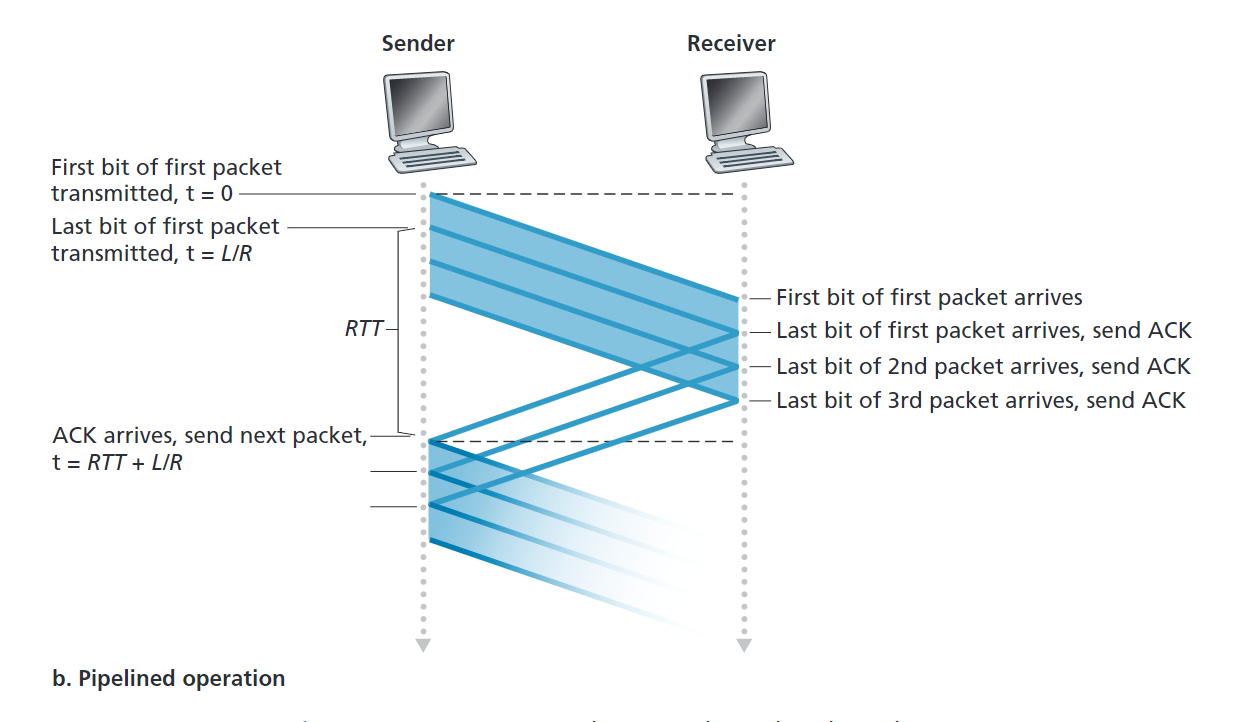 Sender
Receiver
First bit of first packet
transmitted, t = 0
Last bit of first packet
transmitted, t = L/R
First bit of first packet arrives
RTT
Last bit of first packet arrives, send ACK
Last bit of 2nd packet arrives, send ACK
Last bit of 3rd packet arrives, send ACK
ACK arrives, send next packet,
t = RTT + L/R
b. Pipelined operation